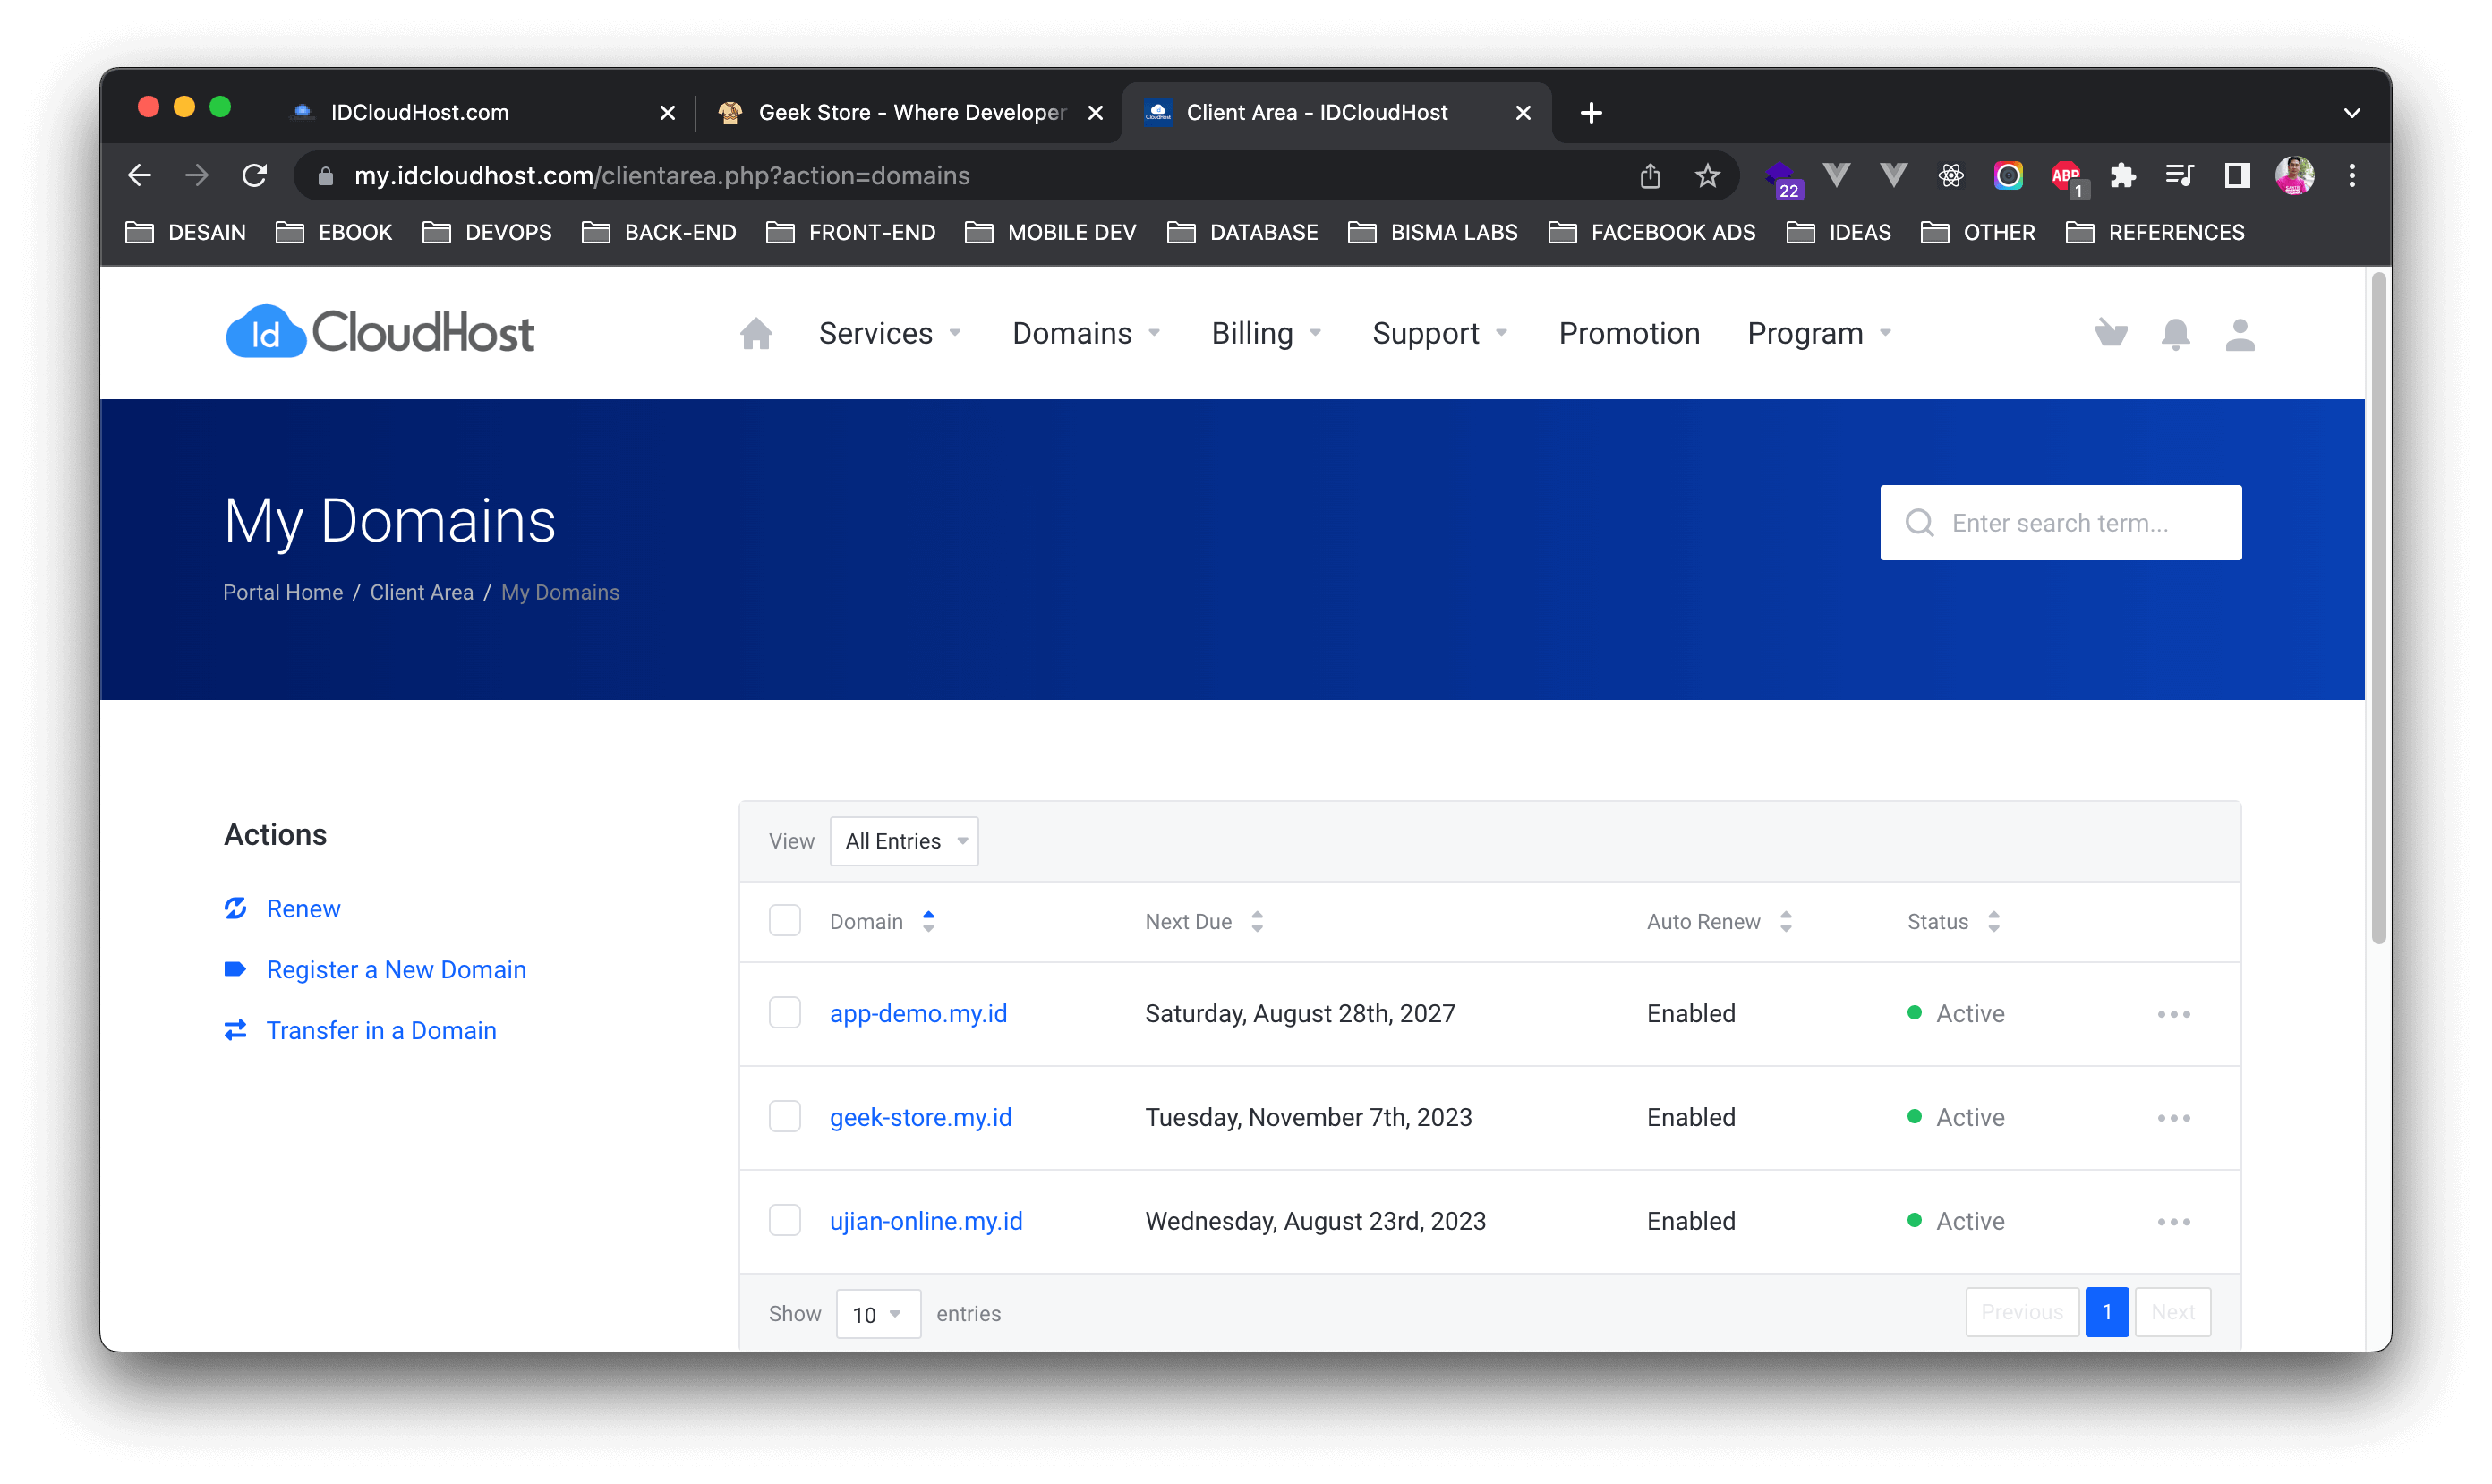 IDCloudHost.com
Geek Store - Where Developer
Client Area - IDCloudHost
my.idcloudhost.com/clientarea.php?action=domains
22
ABP
1
DESAIN
EBOOK
DEVOPS
BACK-END
FRONT-END
MOBILE DEV
DATABASE
BISMA LABS
FACEBOOK ADS
IDEAS
OTHER
REFERENCES
Id CloudHost
Services
Domains
Billing
Support
Promotion
Program
My Domains
Enter search term...
Portal Home / Client Area / My Domains
Actions
Renew
Register a New Domain
Transfer in a Domain
View All Entries
Domain Next Due Auto Renew Status
app-demo.my.id Saturday, August 28th, 2027 Enabled Active
geek-store.my.id Tuesday, November 7th, 2023 Enabled Active
ujian-online.my.id Wednesday, August 23rd, 2023 Enabled Active
Show 10 entries
Previous 1 Next